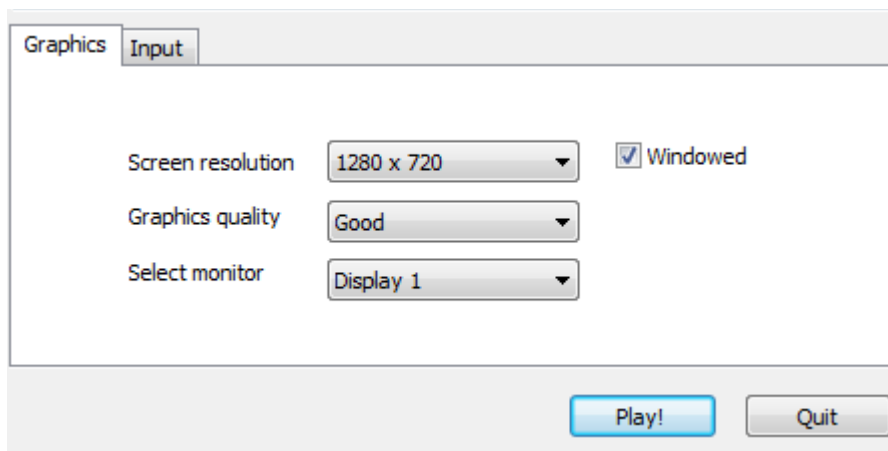 Graphics Input
Screen resolution 1280 x 720 Windowed
Graphics quality Good
Select monitor Display 1
Play! Quit